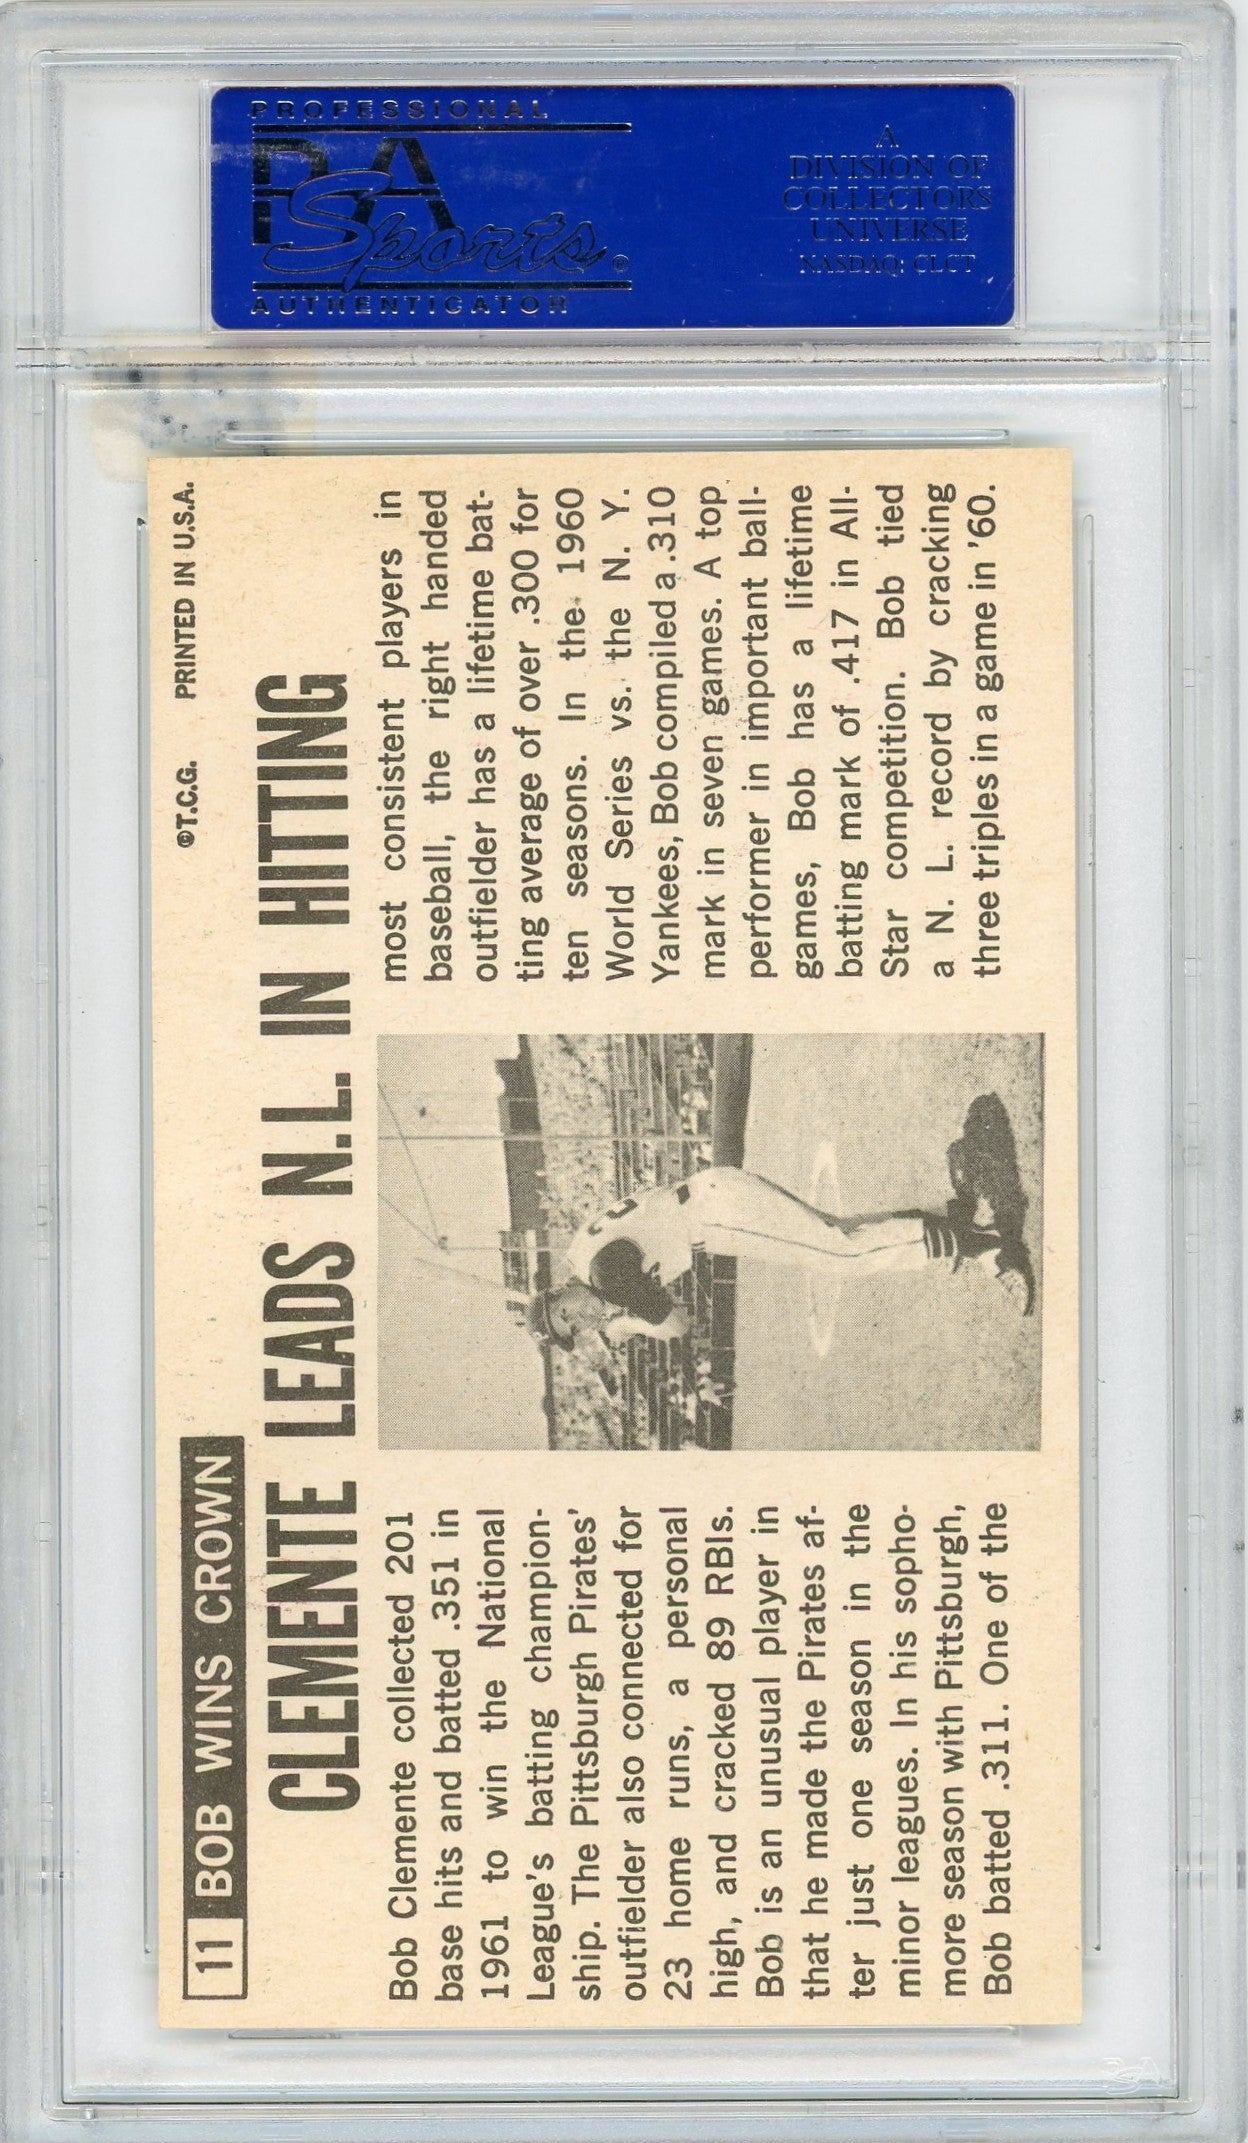 PROFESSIONAL
PSA
Sports®
AUTHENTICATOR
A
DIVISION OF
COLLECTORS
UNIVERSE
NASDAQ: CLCT
11 BOB WINS CROWN
©T.C.G. PRINTED IN U.S.A.
CLEMENTE LEADS N.L. IN HITTING
Bob Clemente collected 201
base hits and batted .351 in
1961 to win the National
League's batting champion-
ship. The Pittsburgh Pirates'
outfielder also connected for
23 home runs, a personal
high, and cracked 89 RBIs.
Bob is an unusual player in
that he made the Pirates af-
ter just one season in the
minor leagues. In his sopho-
more season with Pittsburgh,
Bob batted .311. One of the
most consistent players in
baseball, the right handed
outfielder has a lifetime bat-
ting average of over .300 for
ten seasons. In the 1960
World Series vs. the N. Y.
Yankees, Bob compiled a .310
mark in seven games. A top
performer in important ball-
games, Bob has a lifetime
batting mark of .417 in All-
Star competition. Bob tied
a N. L. record by cracking
three triples in a game in '60.
PSA